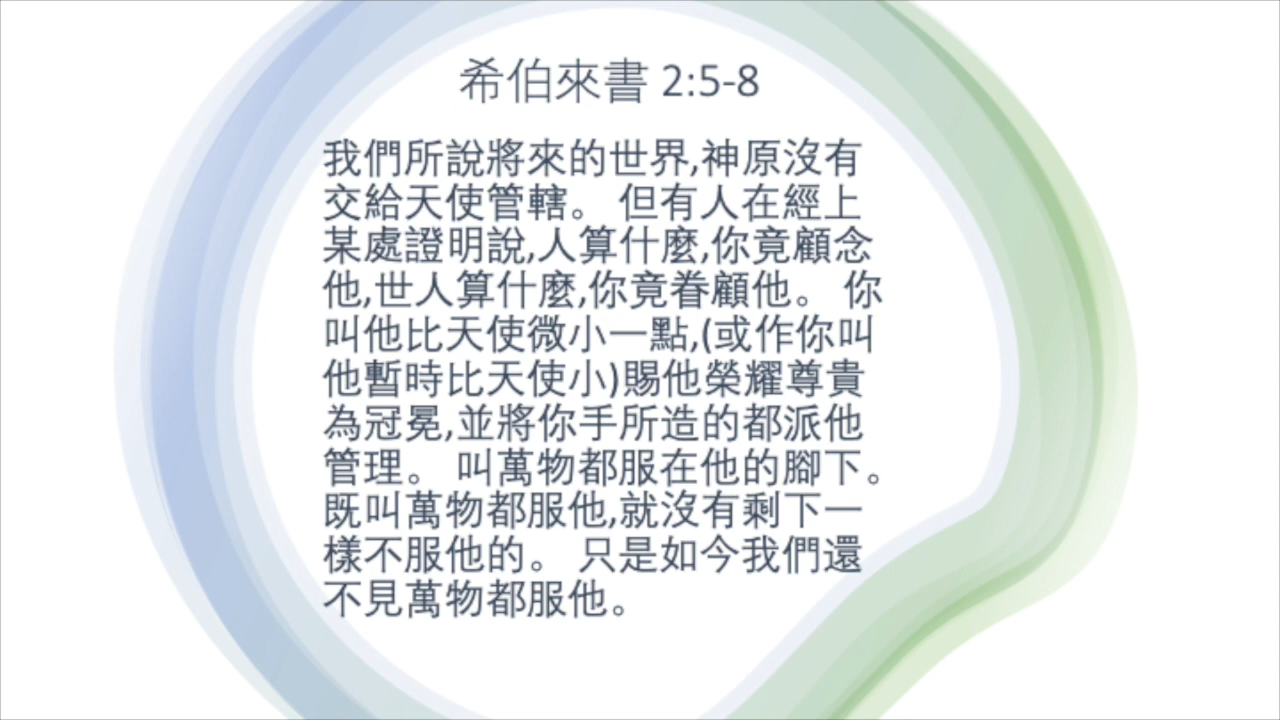 希伯來書 2:5-8
我們所說將來的世界,神原沒有
交給天使管轄。 但有人在經上
某處證明說,人算什麼,你竟顧念
他,世人算什麼,你竟眷顧他。 你
叫他比天使微小一點,(或作你叫
他暫時比天使小)賜他榮耀尊貴
為冠冕,並將你手所造的都派他
管理。 叫萬物都服在他的腳下。
既叫萬物都服他,就沒有剩下一
樣不服他的。 只是如今我們還
不見萬物都服他。